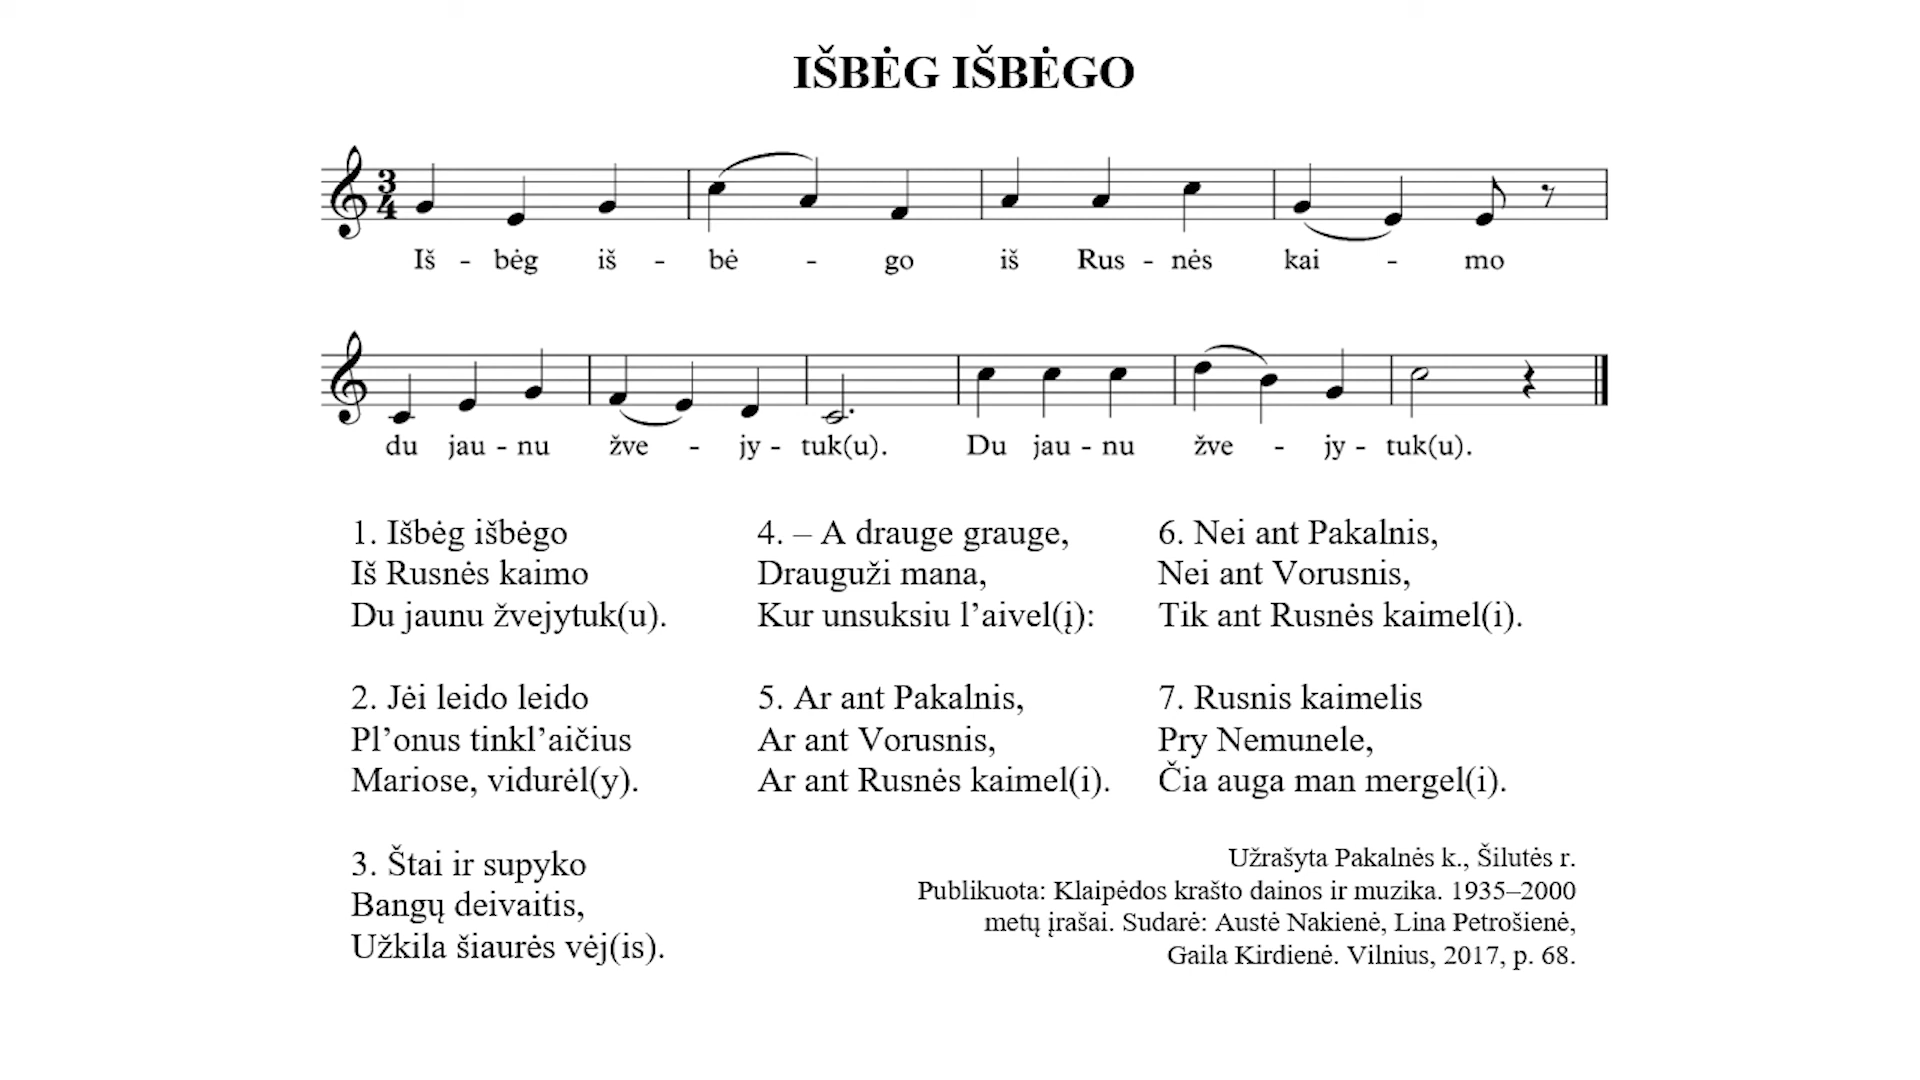 IŠBĖG IŠBĖGO
3
4
Iš - bėg iš - bė - go iš Rus - nės kai - mo
du jau - nu žve - jy - tuk(u). Du jau - nu žve - jy - tuk(u).
1. Išbėg išbėgo
Iš Rusnės kaimo
Du jaunu žvejytuk(u).
2. Jėi leido leido
Pl’onus tinkl’aičius
Mariose, vidurėl(y).
3. Štai ir supyko
Bangų deivaitis,
Užkila šiaurės vėj(is).
4. – A drauge grauge,
Drauguži mana,
Kur unsuksiu l’aivel(į):
5. Ar ant Pakalnis,
Ar ant Vorusnis,
Ar ant Rusnės kaimel(i).
6. Nei ant Pakalnis,
Nei ant Vorusnis,
Tik ant Rusnės kaimel(i).
7. Rusnis kaimelis
Pry Nemunele,
Čia auga man mergel(i).
Užrašyta Pakalnės k., Šilutės r.
Publikuota: Klaipėdos krašto dainos ir muzika. 1935–2000
metų įrašai. Sudarė: Austė Nakienė, Lina Petrošienė,
Gaila Kirdienė. Vilnius, 2017, p. 68.